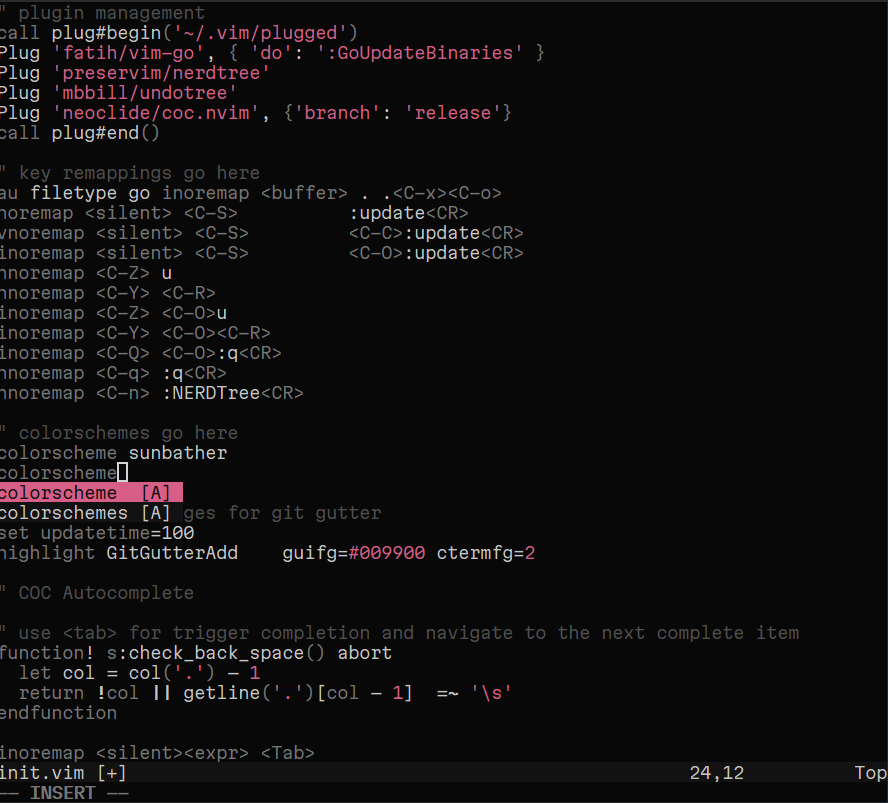 " plugin management
call plug#begin('~/.vim/plugged')
Plug 'fatih/vim-go', { 'do': ':GoUpdateBinaries' }
Plug 'preservim/nerdtree'
Plug 'mbbill/undotree'
Plug 'neoclide/coc.nvim', {'branch': 'release'}
call plug#end()

" key remappings go here
au filetype go inoremap <buffer> . .<C-x><C-o>
noremap <silent> <C-S>          :update<CR>
vnoremap <silent> <C-S>         <C-C>:update<CR>
inoremap <silent> <C-S>         <C-O>:update<CR>
nnoremap <C-Z> u
nnoremap <C-Y> <C-R>
inoremap <C-Z> <C-O>u
inoremap <C-Y> <C-O><C-R>
inoremap <C-Q> <C-O>:q<CR>
nnoremap <C-q> :q<CR>
nnoremap <C-n> :NERDTree<CR>

" colorschemes go here
colorscheme sunbather
colorscheme
colorscheme  [A]
colorschemes [A] ges for git gutter
set updatetime=100
highlight GitGutterAdd    guifg=#009900 ctermfg=2

" COC Autocomplete

" use <tab> for trigger completion and navigate to the next complete item
function! s:check_back_space() abort
  let col = col('.') - 1
  return !col || getline('.')[col - 1]  =~ '\s'
endfunction

inoremap <silent><expr> <Tab>
init.vim [+]                                                   24,12          Top
-- INSERT --